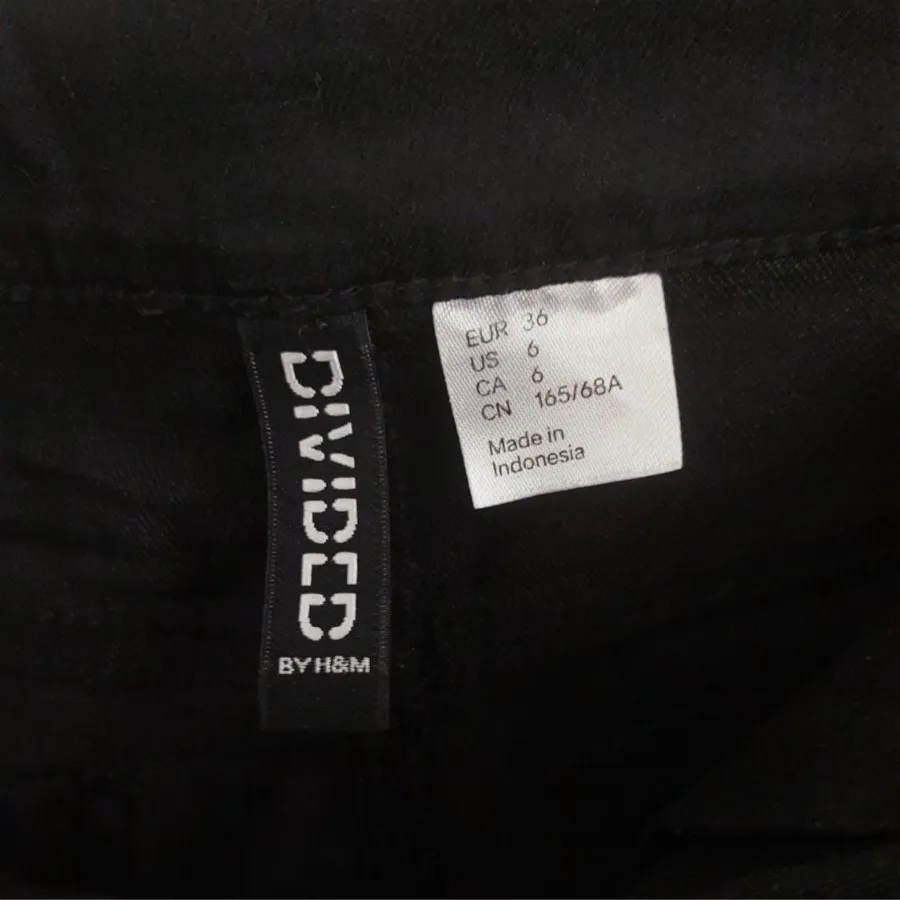 DIVIDED
BY H&M
EUR 36
US 6
CA 6
CN 165/68A
Made in
Indonesia